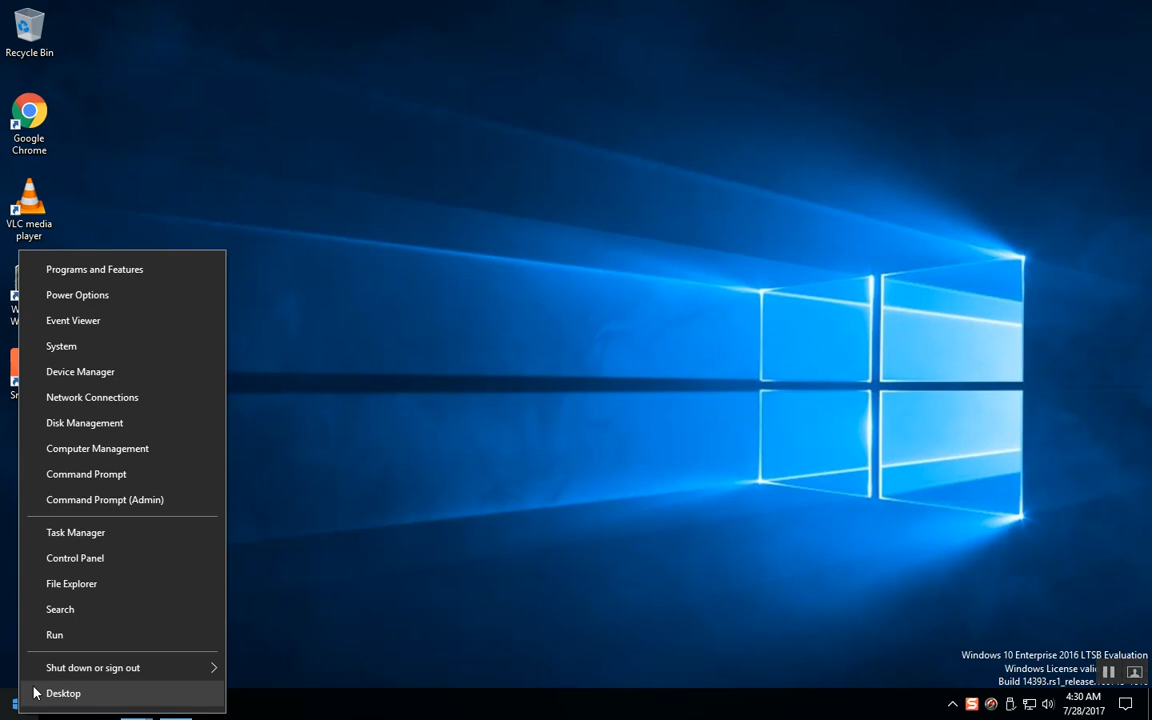 Recycle Bin
Google
Chrome
VLC media
player
Programs and Features
Power Options
Event Viewer
System
Device Manager
Network Connections
Disk Management
Computer Management
Command Prompt
Command Prompt (Admin)
Task Manager
Control Panel
File Explorer
Search
Run
Shut down or sign out
Desktop
Windows 10 Enterprise 2016 LTSB Evaluation
Windows License
Build 14393.rs1_release.
4:30 AM
7/28/2017